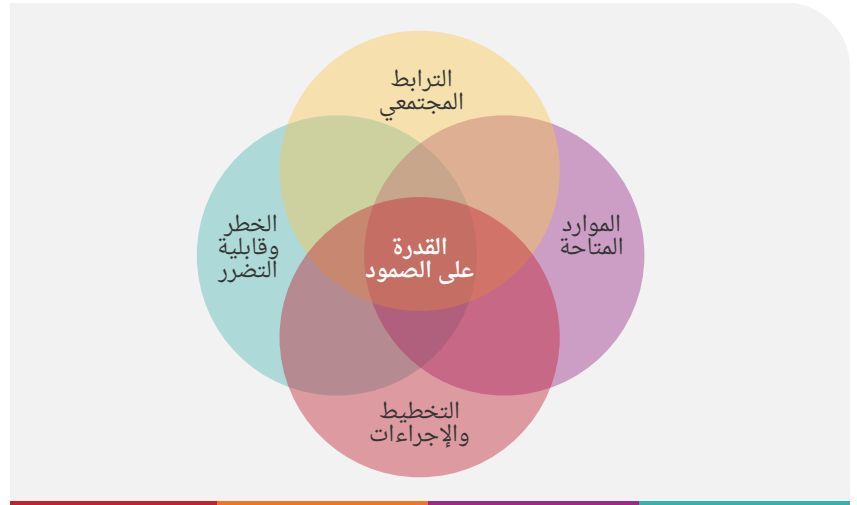 الترابط
المجتمعي
الموارد
المتاحة
القدرة
على الصمود
الخطر
وقابلية
التضرر
التخطيط
والإجراءات